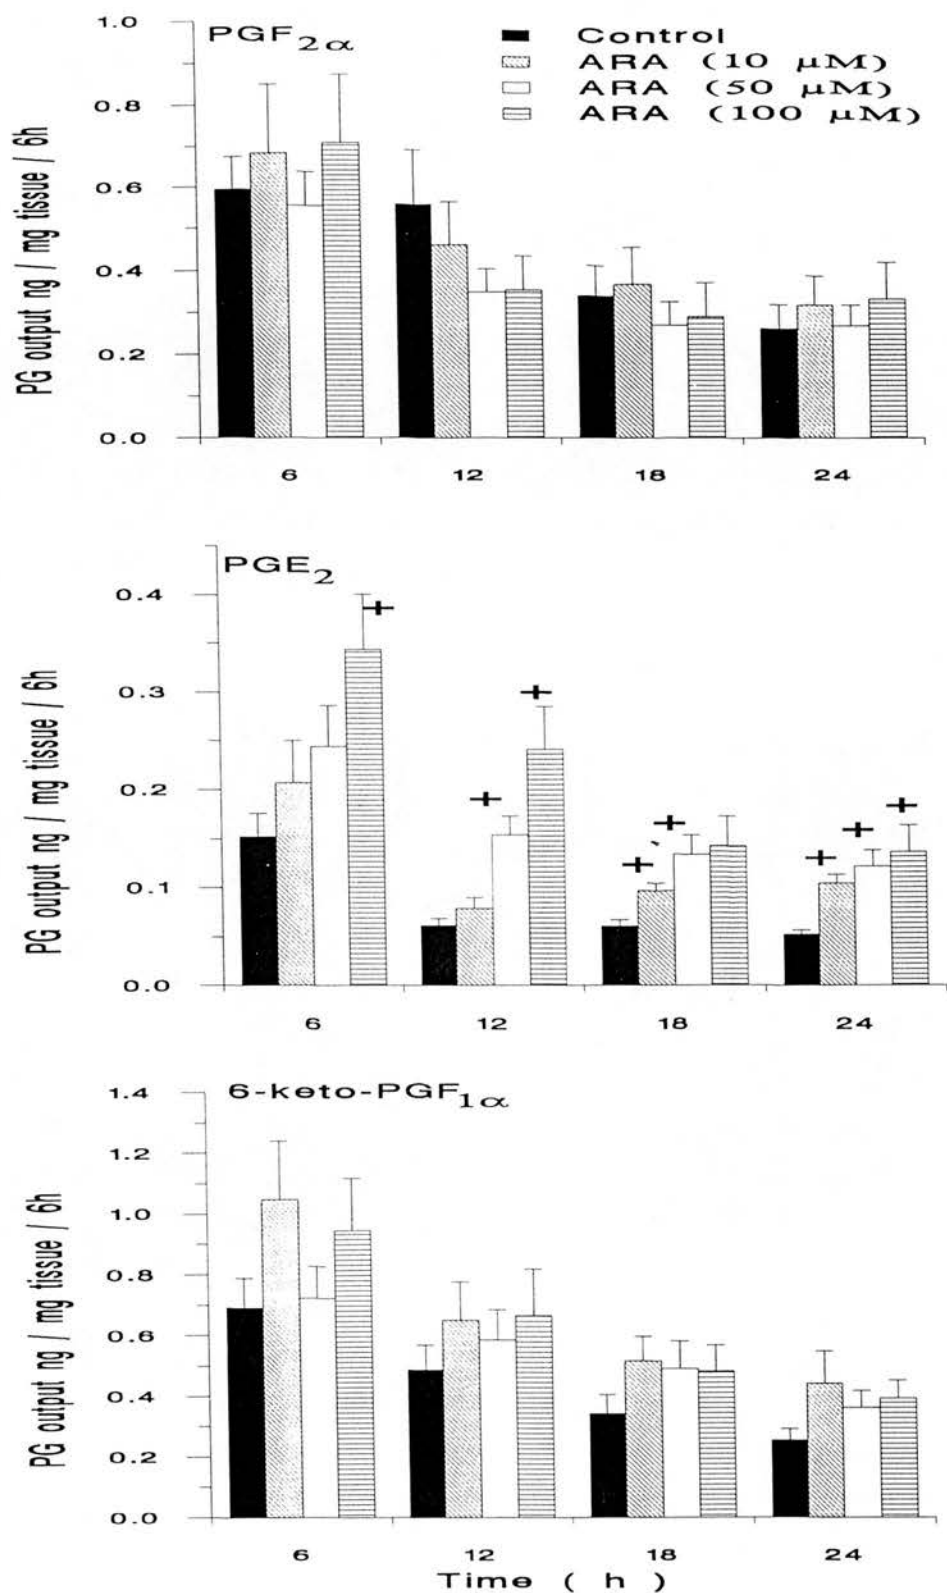 PGF2α
Control
ARA (10 μM)
ARA (50 μM)
ARA (100 μM)
PG output ng / mg tissue / 6h
1.0
0.8
0.6
0.4
0.2
0.0
6 12 18 24
PGE2
PG output ng / mg tissue / 6h
0.4
0.3
0.2
0.1
0.0
+ + + + + + + +
6 12 18 24
6-keto-PGF1α
PG output ng / mg tissue / 6h
1.4
1.2
1.0
0.8
0.6
0.4
0.2
0.0
6 12 18 24
Time ( h )